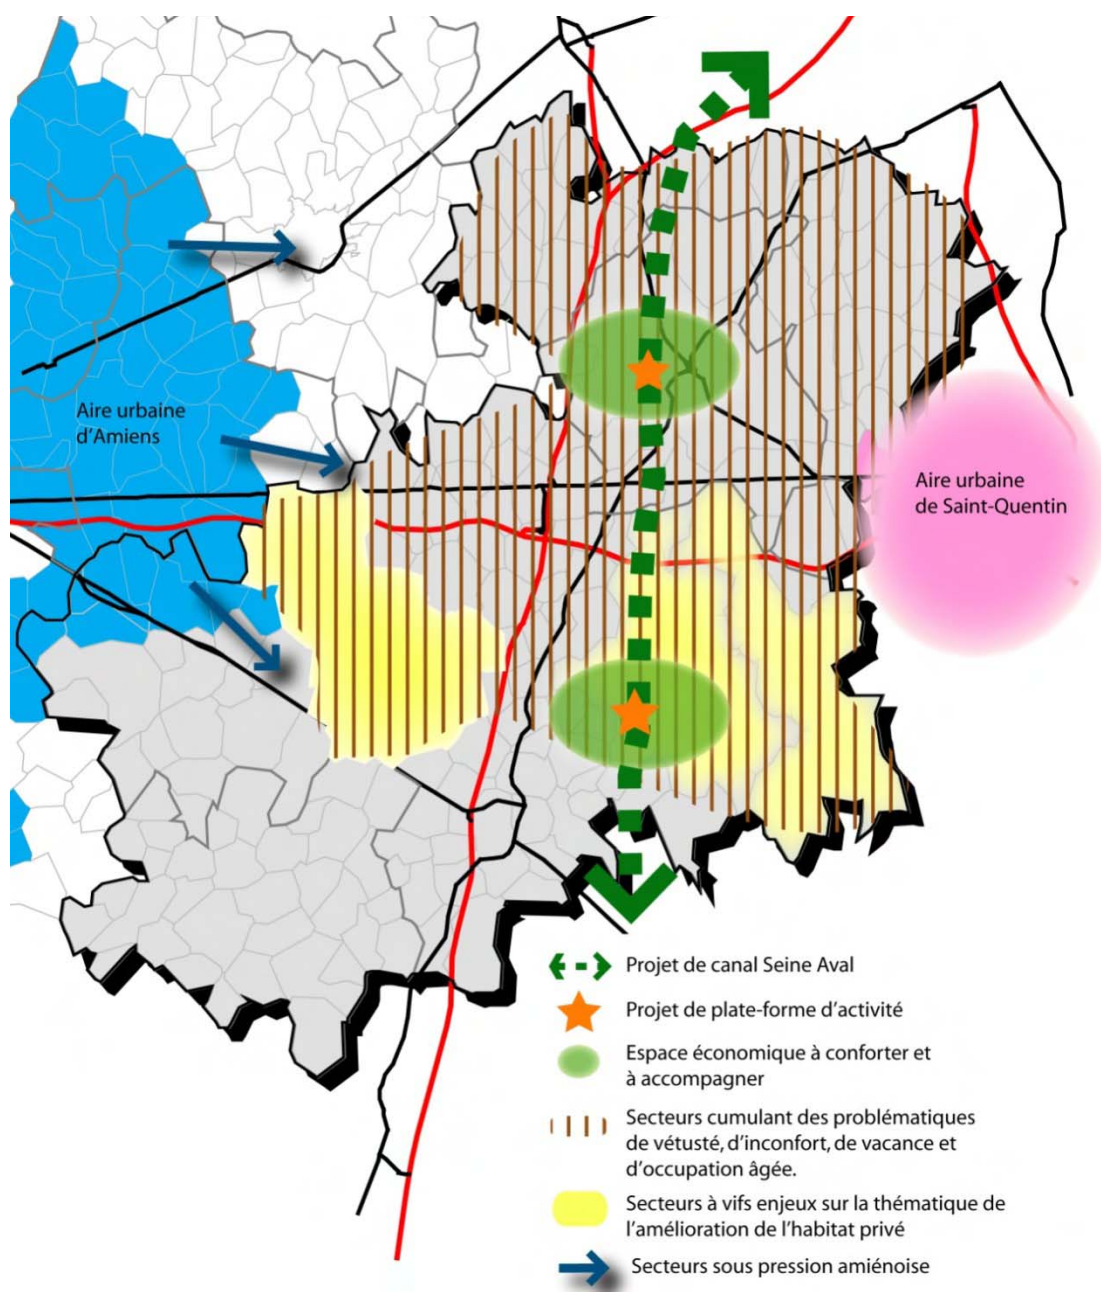 Aire urbaine
d'Amiens
Aire urbaine
de Saint-Quentin
Projet de canal Seine Aval
Projet de plate-forme d'activité
Espace économique à conforter et
à accompagner
Secteurs cumulant des problématiques
de vétusté, d'inconfort, de vacance et
d'occupation âgée.
Secteurs à vifs enjeux sur la thématique de
l'amélioration de l'habitat privé
Secteurs sous pression amiénoise